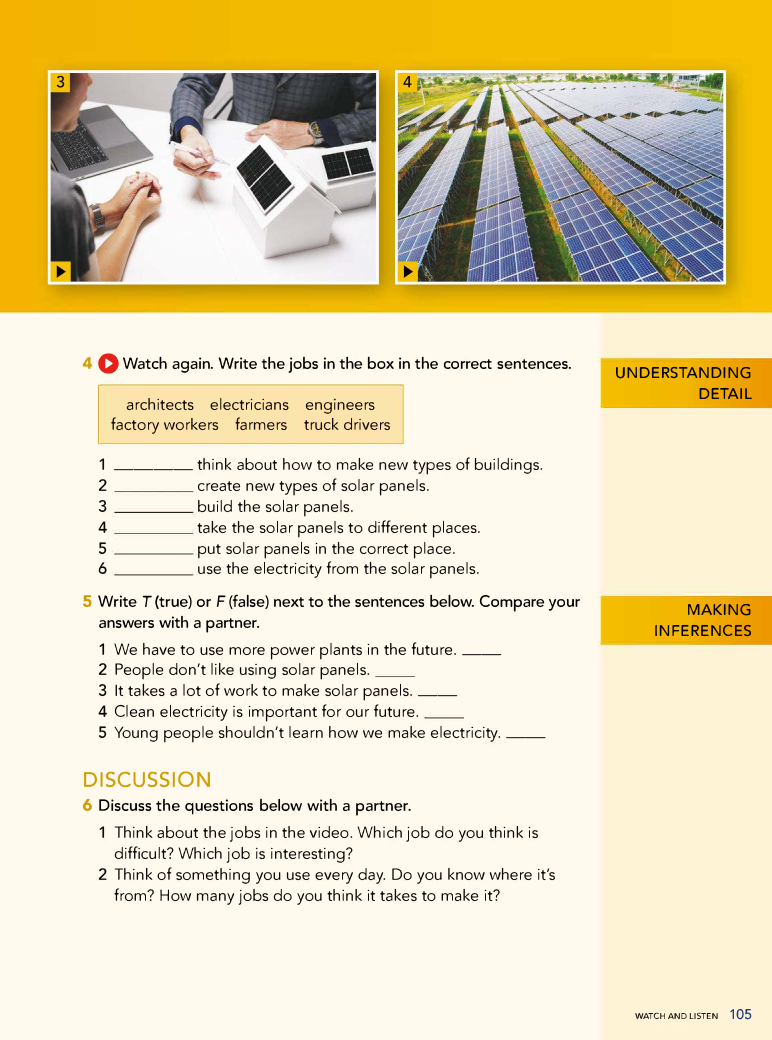 3
4
4 Watch again. Write the jobs in the box in the correct sentences.
UNDERSTANDING
DETAIL
architects electricians engineers
factory workers farmers truck drivers
1 __________ think about how to make new types of buildings.
2 __________ create new types of solar panels.
3 __________ build the solar panels.
4 __________ take the solar panels to different places.
5 __________ put solar panels in the correct place.
6 __________ use the electricity from the solar panels.
5 Write T (true) or F (false) next to the sentences below. Compare your
answers with a partner.
MAKING
INFERENCES
1 We have to use more power plants in the future. _____
2 People don't like using solar panels. _____
3 It takes a lot of work to make solar panels. _____
4 Clean electricity is important for our future. _____
5 Young people shouldn't learn how we make electricity. _____
DISCUSSION
6 Discuss the questions below with a partner.
1 Think about the jobs in the video. Which job do you think is
difficult? Which job is interesting?
2 Think of something you use every day. Do you know where it's
from? How many jobs do you think it takes to make it?
WATCH AND LISTEN 105